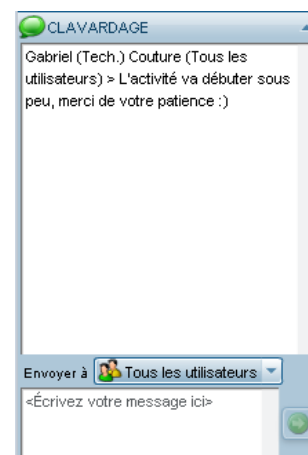 CLAVARDAGE
Gabriel (Tech.) Couture (Tous les
utilisateurs) > L'activité va débuter sous
peu, merci de votre patience :)
Envoyer à Tous les utilisateurs
<Écrivez votre message ici>